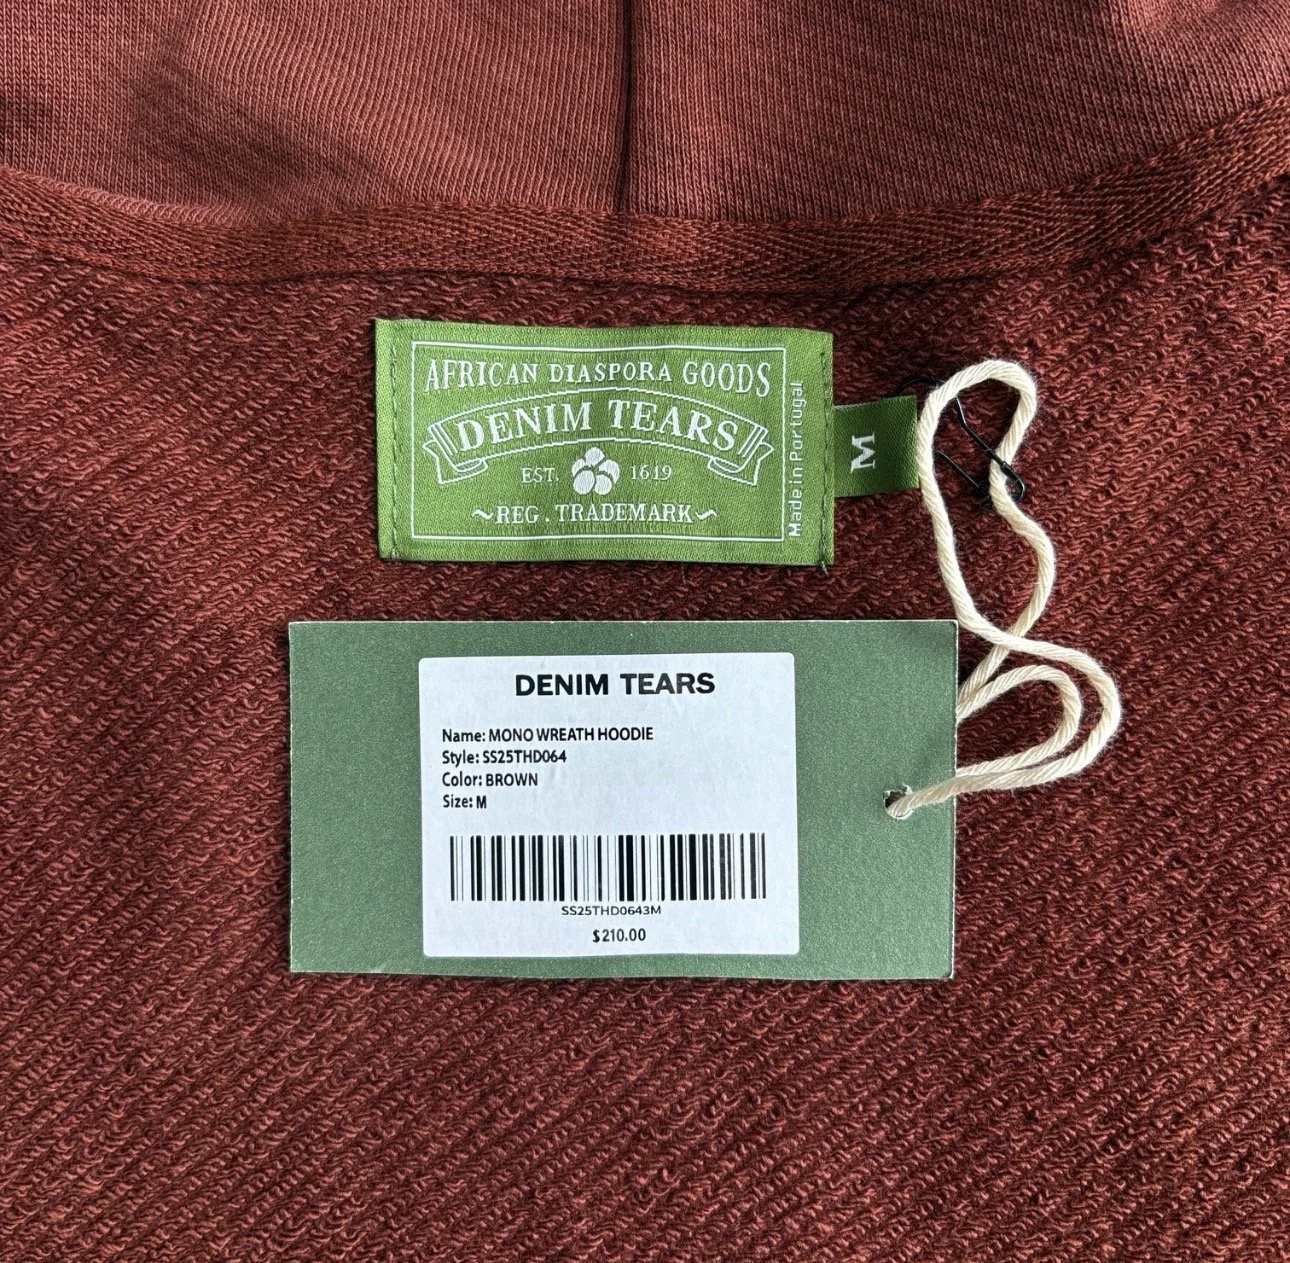 AFRICAN DIASPORA GOODS
DENIM TEARS
EST. 1619
~REG. TRADEMARK~
Made in Portugal
M
DENIM TEARS
Name: MONO WREATH HOODIE
Style: SS25THD064
Color: BROWN
Size: M
SS25THD0643M
$210.00